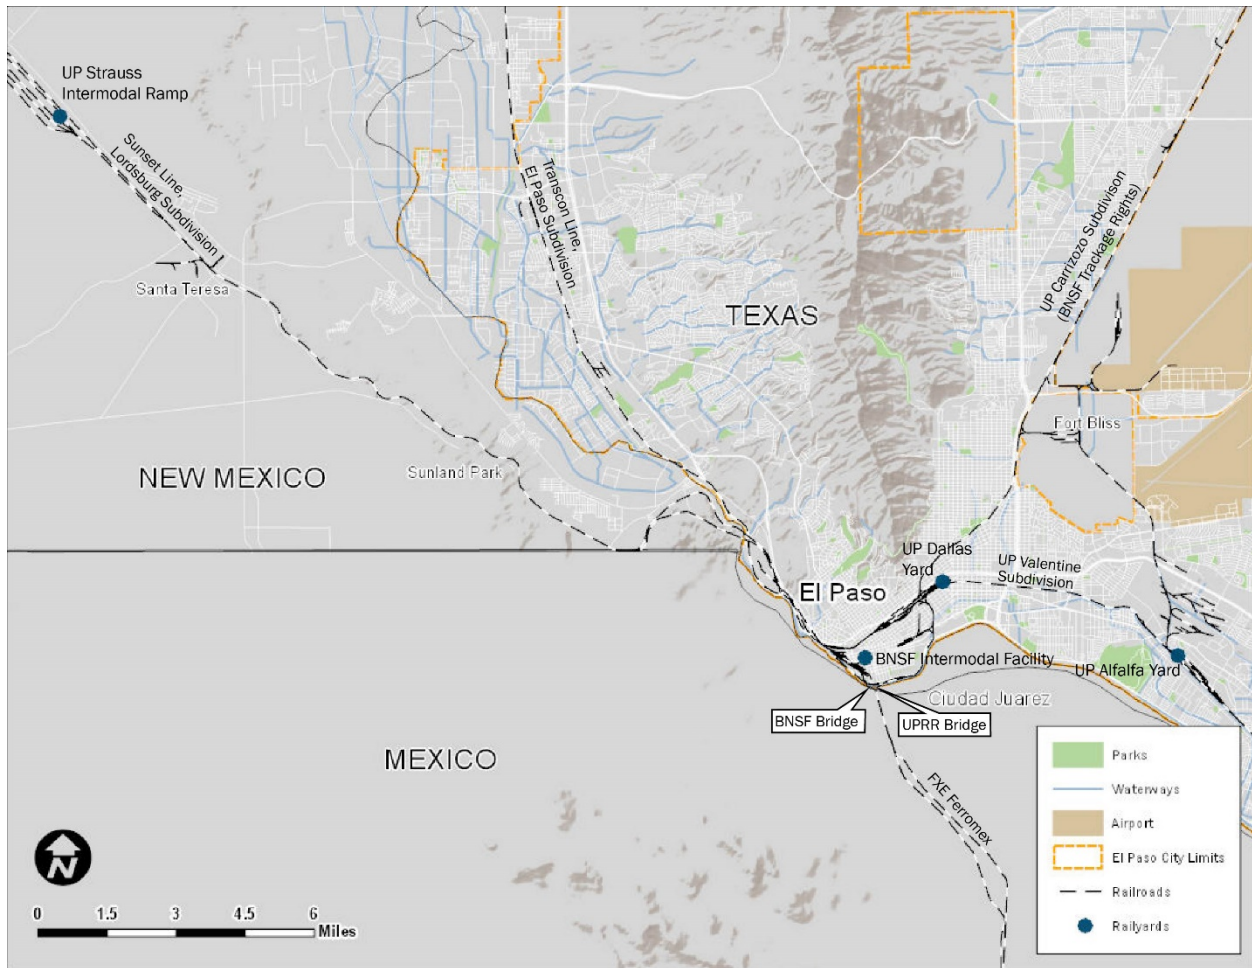 UP Strauss
Intermodal Ramp
Sunset Line,
Lordsburg Subdivision
Transcon Line,
El Paso Subdivision
UP Carrizozo Subdivison
(BNSF Trackage Rights)
Santa Teresa
TEXAS
Fort Bliss
NEW MEXICO
Sunland Park
UP Dallas
Yard
UP Valentine
Subdivision
El Paso
BNSF Intermodal Facility
UP Alfalfa Yard
Ciudad Juarez
BNSF Bridge
UPRR Bridge
MEXICO
FXE Ferromex
Parks
Waterways
Airport
El Paso City Limits
Railroads
Railyards
N
0 1.5 3 4.5 6
Miles